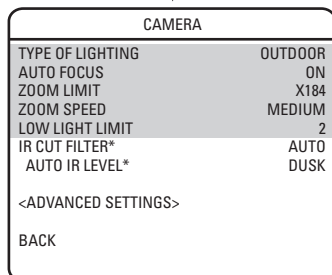 CAMERA
TYPE OF LIGHTING OUTDOOR
AUTO FOCUS ON
ZOOM LIMIT X184
ZOOM SPEED MEDIUM
LOW LIGHT LIMIT 2
IR CUT FILTER* AUTO
AUTO IR LEVEL* DUSK
<ADVANCED SETTINGS>
BACK